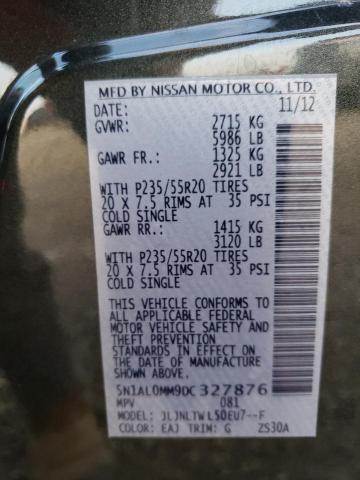 MFD BY NISSAN MOTOR CO., LTD.
DATE: 11/12
GVWR: 2715 KG
5986 LB
GAWR FR.: 1325 KG
2921 LB
WITH P235/55R20 TIRES
20 X 7.5 RIMS AT 35 PSI
COLD SINGLE
GAWR RR.: 1415 KG
3120 LB
WITH P235/55R20 TIRES
20 X 7.5 RIMS AT 35 PSI
COLD SINGLE
THIS VEHICLE CONFORMS TO
ALL APPLICABLE FEDERAL
MOTOR VEHICLE SAFETY AND
THEFT PREVENTION
STANDARDS IN EFFECT ON
THE DATE OF MANUFACTURE
SHOWN ABOVE.
5N1AL0MM9DC327876
MPV 081
MODEL: JLJNLTWL50EU7--F
COLOR: EAJ TRIM: G ZS30A